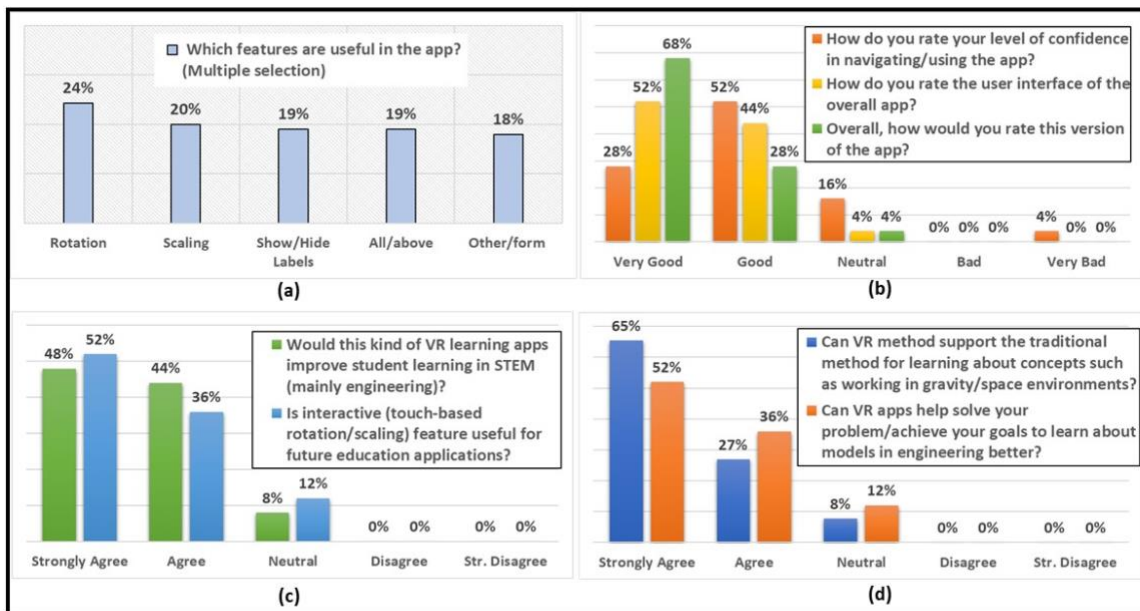 Which features are useful in the app?
(Multiple selection)
24%
20%
19%
19%
18%
Rotation
Scaling
Show/Hide
Labels
All/above
Other/form
(a)
How do you rate your level of confidence
in navigating/using the app?
How do you rate the user interface of the
overall app?
Overall, how would you rate this version
of the app?
28%
52%
68%
52%
44%
28%
16%
4%
4%
0%
0%
0%
4%
0%
0%
Very Good
Good
Neutral
Bad
Very Bad
(b)
Would this kind of VR learning apps
improve student learning in STEM
(mainly engineering)?
Is interactive (touch-based
rotation/scaling) feature useful for
future education applications?
48%
52%
44%
36%
8%
12%
0%
0%
0%
0%
Strongly Agree
Agree
Neutral
Disagree
Str. Disagree
(c)
Can VR method support the traditional
method for learning about concepts such
as working in gravity/space environments?
Can VR apps help solve your
problem/achieve your goals to learn about
models in engineering better?
65%
52%
27%
36%
8%
12%
0%
0%
0%
0%
Strongly Agree
Agree
Neutral
Disagree
Str. Disagree
(d)